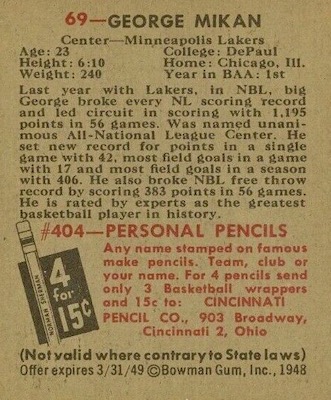 69—GEORGE MIKAN
Center—Minneapolis Lakers
Age: 23 College: DePaul
Height: 6:10 Home: Chicago, Ill.
Weight: 240 Year in BAA: 1st
Last year with Lakers, in NBL, big
George broke every NL scoring record
and led circuit in scoring with 1,195
points in 56 games. Was named unani-
mous All-National League Center. He
set new record for points in a single
game with 42, most field goals in a game
with 17 and most field goals in a season
with 406. He also broke NBL free throw
record by scoring 383 points in 56 games.
He is rated by experts as the greatest
basketball player in history.
#404—PERSONAL PENCILS
Any name stamped on famous
make pencils. Team, club or
your name. For 4 pencils send
only 3 Basketball wrappers
and 15c to: CINCINNATI
PENCIL CO., 903 Broadway,
Cincinnati 2, Ohio
4
for
15¢
NORMAN SHERMAN
(Not valid where contrary to State laws)
Offer expires 3/31/49 ©Bowman Gum, Inc., 1948